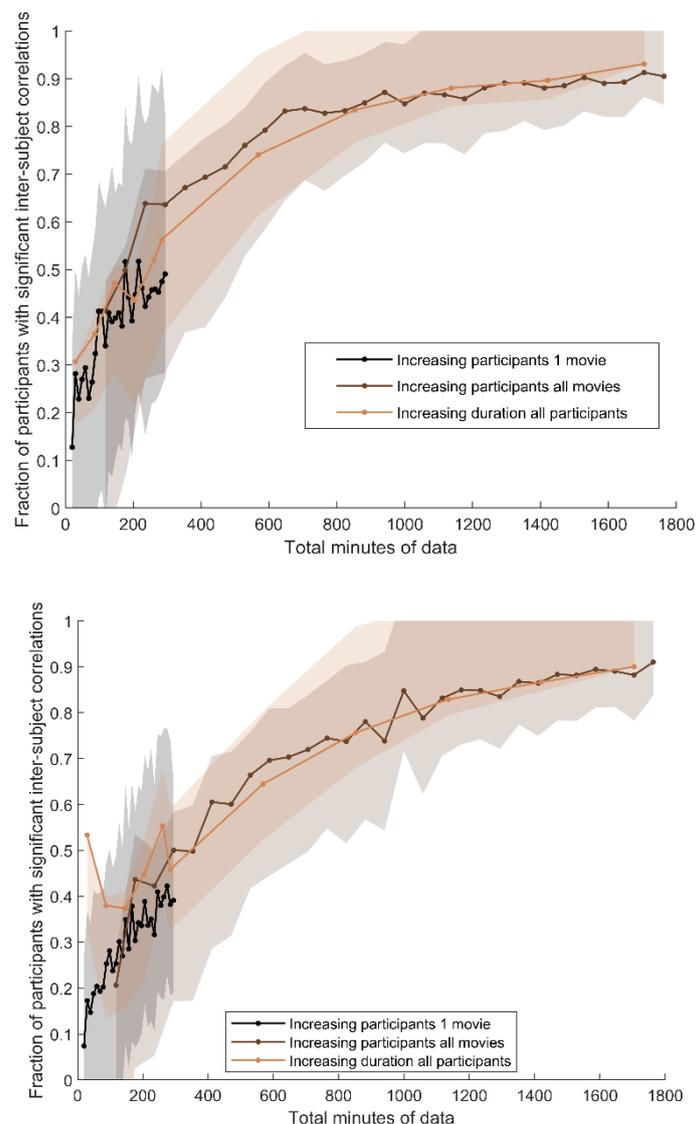 Fraction of participants with significant inter-subject correlations
1
0.9
0.8
0.7
0.6
0.5
0.4
0.3
0.2
0.1
0
Increasing participants 1 movie
Increasing participants all movies
Increasing duration all participants
0 200 400 600 800 1000 1200 1400 1600 1800
Total minutes of data
Fraction of participants with significant inter-subject correlations
1
0.9
0.8
0.7
0.6
0.5
0.4
0.3
0.2
0.1
0
Increasing participants 1 movie
Increasing participants all movies
Increasing duration all participants
0 200 400 600 800 1000 1200 1400 1600 1800
Total minutes of data